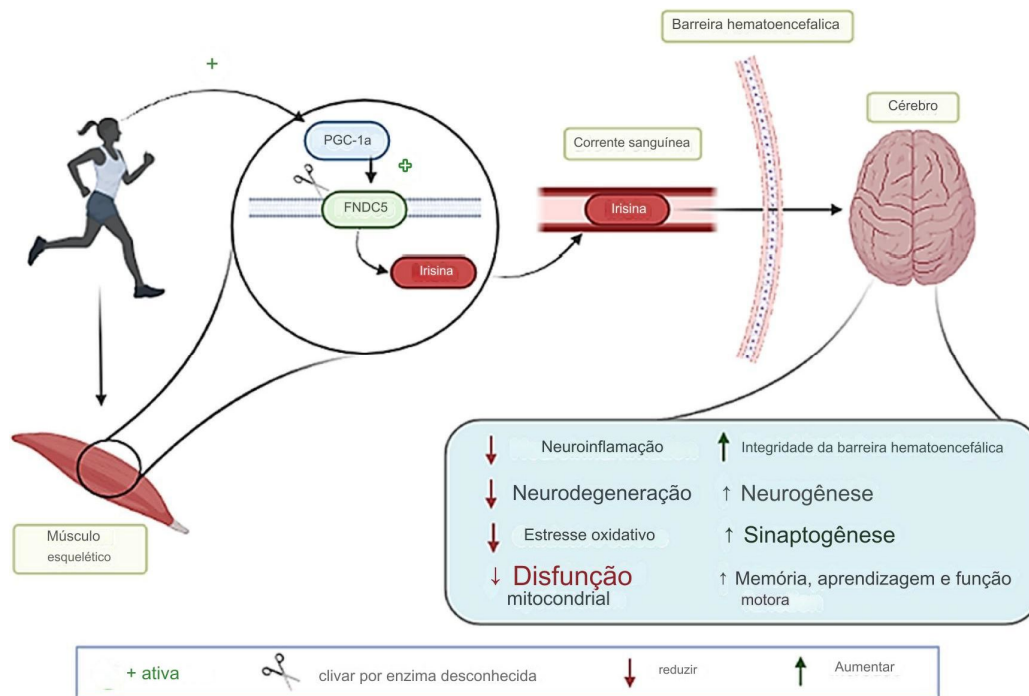 Barreira hematoencefalica
+
Cérebro
PGC-1a
Corrente sanguínea
FNDC5
Irisina
Irisina
Músculo
esquelético
Neuroinflamação
↑ Integridade da barreira hematoencefálica
↓ Neurodegeneração
↑ Neurogênese
↓ Estresse oxidativo
↑ Sinaptogênese
↓ Disfunção
mitocondrial
↑ Memória, aprendizagem e função
motora
+ ativa
clivar por enzima desconhecida
↓ reduzir
↑ Aumentar